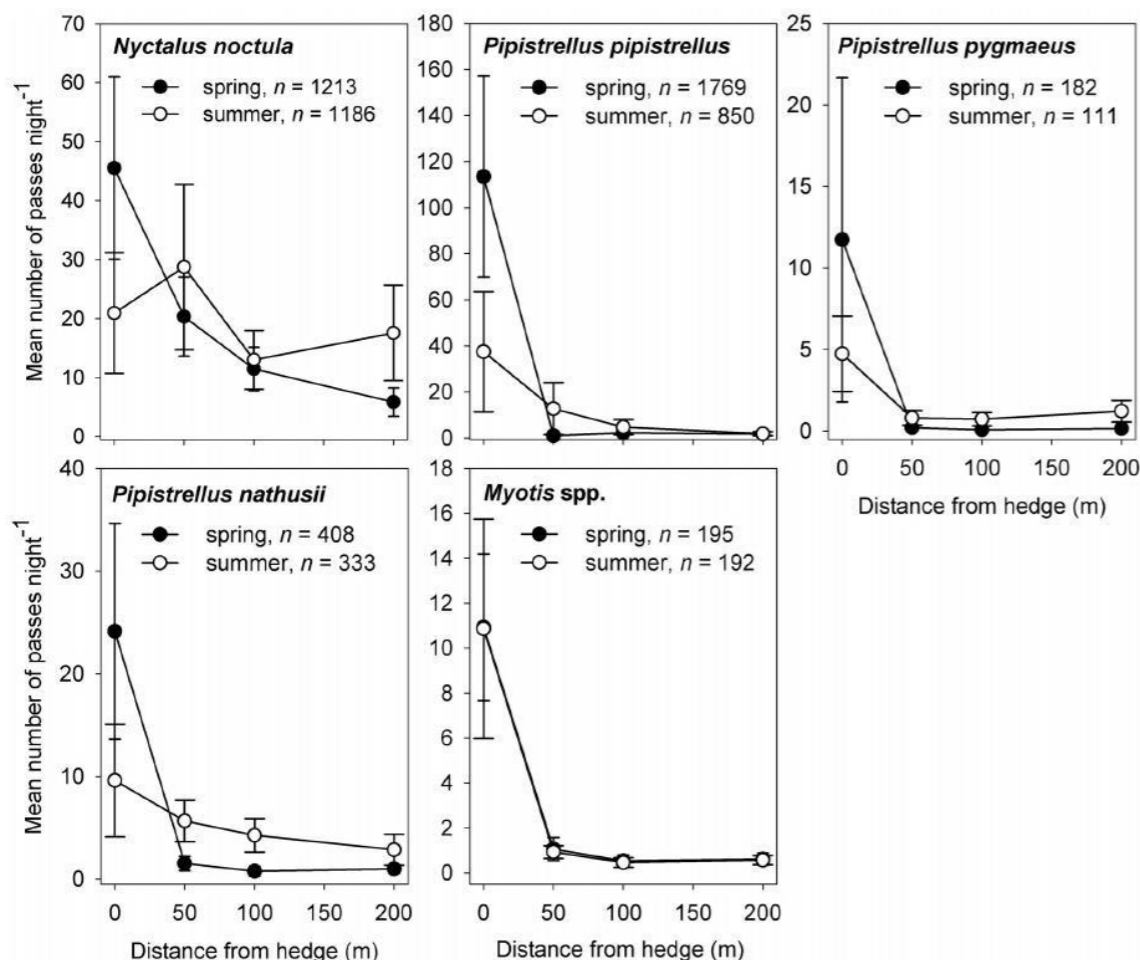 Nyctalus noctula
spring, n = 1213
summer, n = 1186
Mean number of passes night-1
70
60
50
40
30
20
10
0
Pipistrellus pipistrellus
spring, n = 1769
summer, n = 850
180
160
140
120
100
80
60
40
20
0
Pipistrellus pygmaeus
spring, n = 182
summer, n = 111
25
20
15
10
5
0
0 50 100 200
Distance from hedge (m)
Pipistrellus nathusii
spring, n = 408
summer, n = 333
Mean number of passes night-1
40
30
20
10
0
0 50 100 200
Distance from hedge (m)
Myotis spp.
spring, n = 195
summer, n = 192
18
16
14
12
10
8
6
4
2
0
0 50 100 200
Distance from hedge (m)